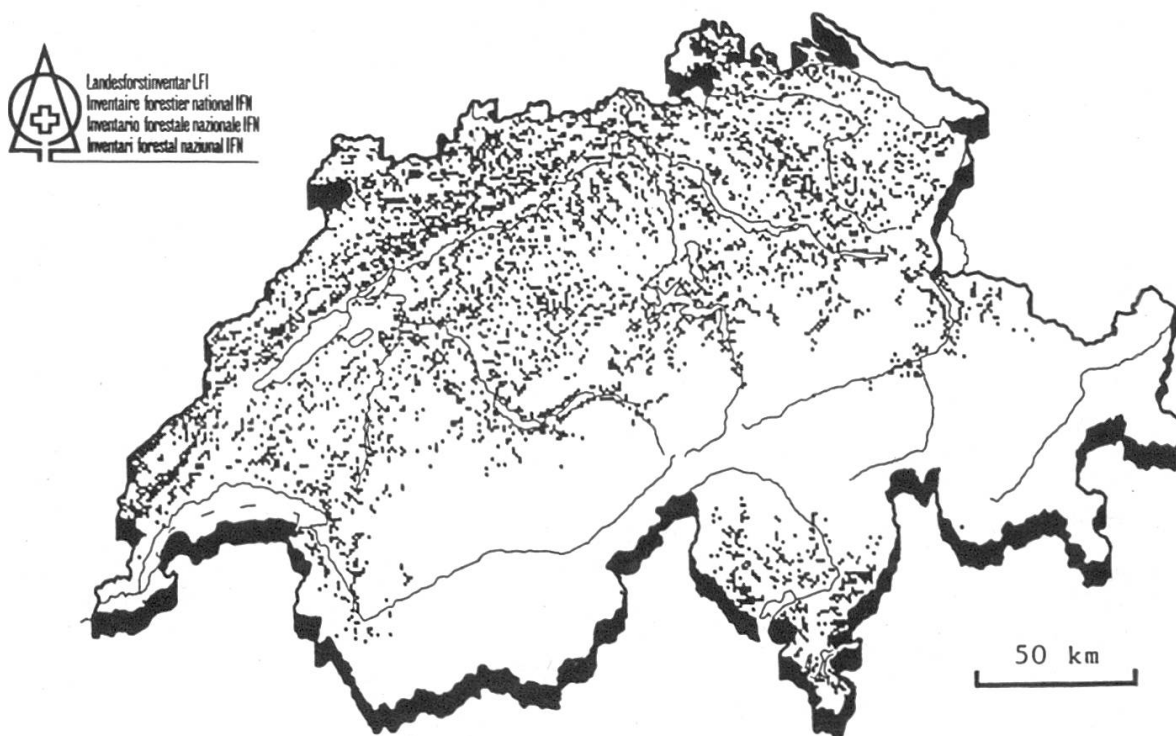 Landesforstinventar LFI
Inventaire forestier national IFN
Inventario forestale nazionale IFN
Inventari forestal naziunal IFN
50 km